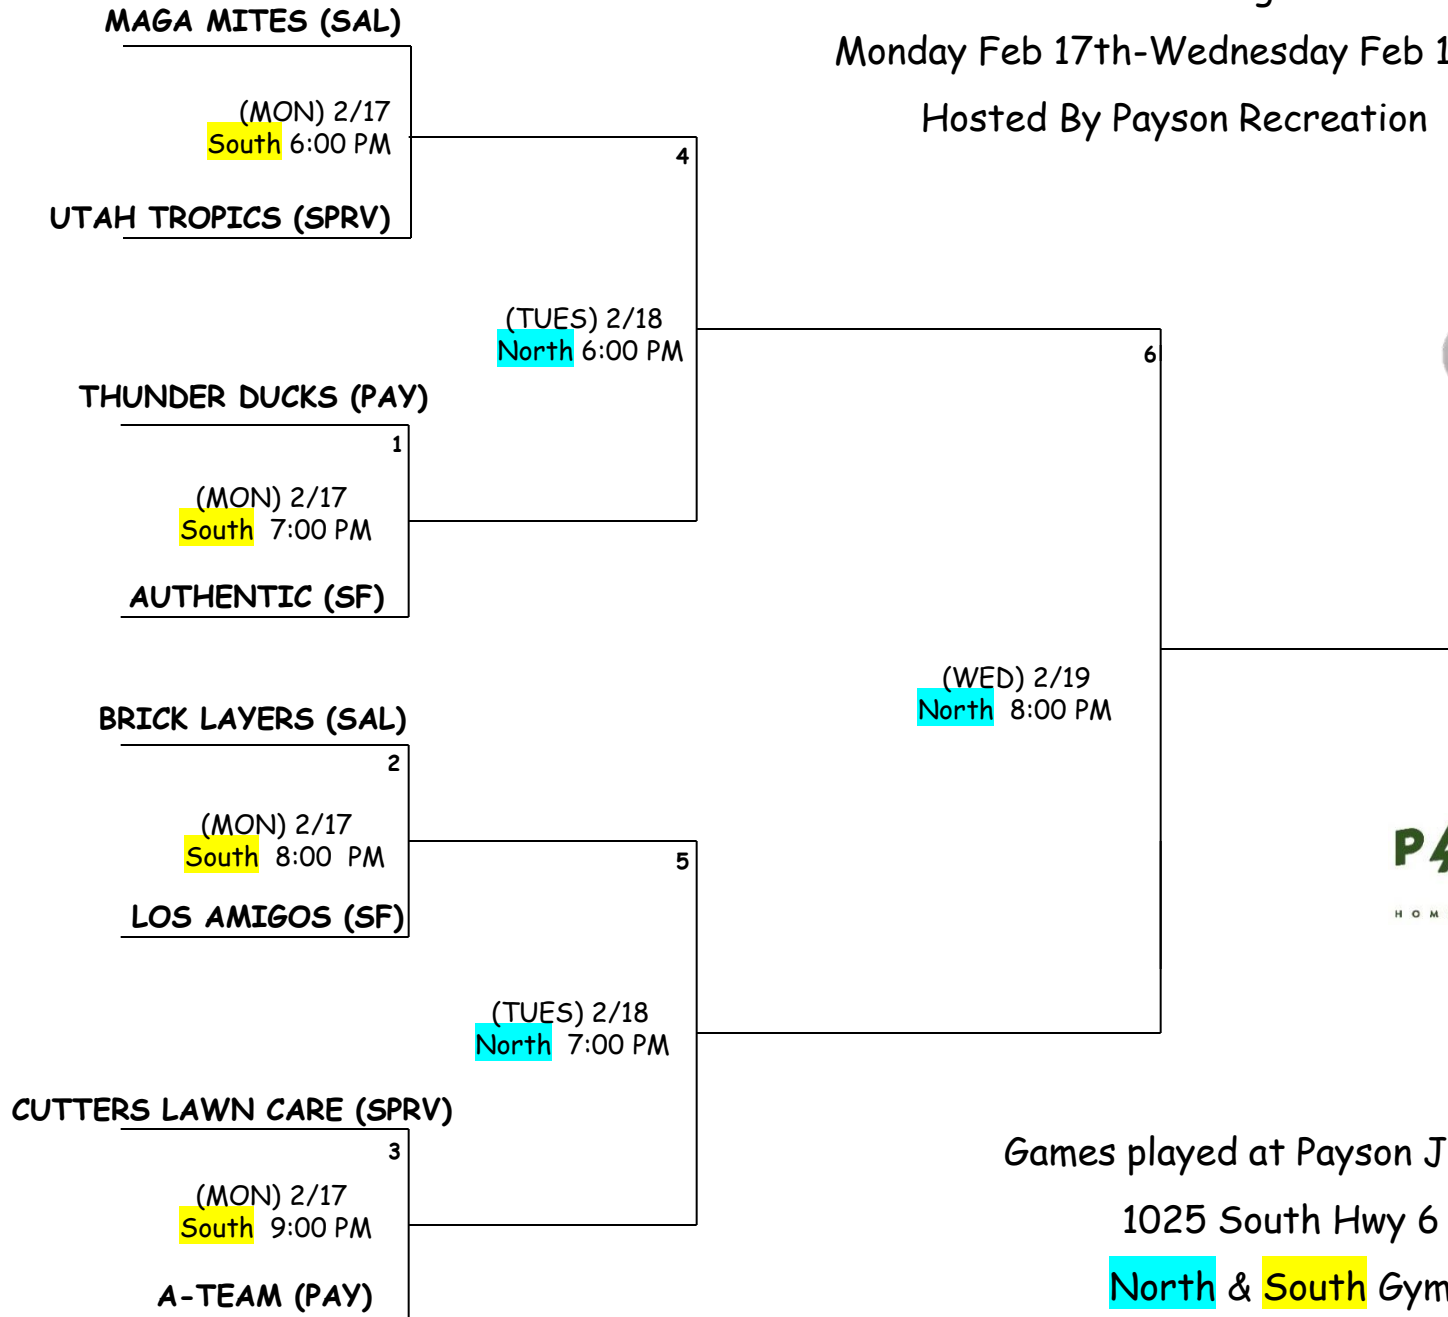 MAGA MITES (SAL)
Monday Feb 17th-Wednesday Feb 1
(MON) 2/17
South 6:00 PM
Hosted By Payson Recreation
4
UTAH TROPICS (SPRV)
(TUES) 2/18
North 6:00 PM
6
THUNDER DUCKS (PAY)
1
(MON) 2/17
South 7:00 PM
AUTHENTIC (SF)
(WED) 2/19
North 8:00 PM
BRICK LAYERS (SAL)
2
(MON) 2/17
South 8:00 PM
5
LOS AMIGOS (SF)
(TUES) 2/18
North 7:00 PM
CUTTERS LAWN CARE (SPRV)
3
(MON) 2/17
South 9:00 PM
A-TEAM (PAY)
Games played at Payson J
1025 South Hwy 6
North & South Gym